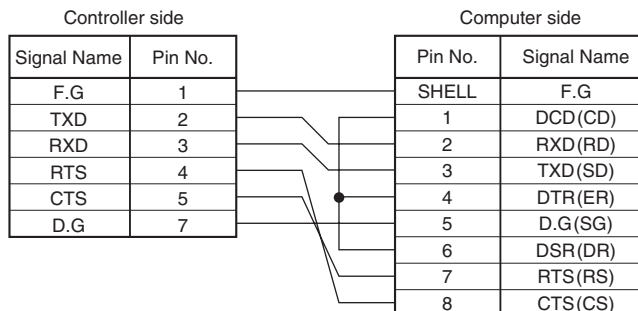 Controller side Computer side
Signal Name Pin No. Pin No. Signal Name
F.G 1 SHELL F.G
TXD 2 1 DCD(CD)
RXD 3 2 RXD(RD)
RTS 4 3 TXD(SD)
CTS 5 4 DTR(ER)
D.G 7 5 D.G(SG)
6 DSR(DR)
7 RTS(RS)
8 CTS(CS)